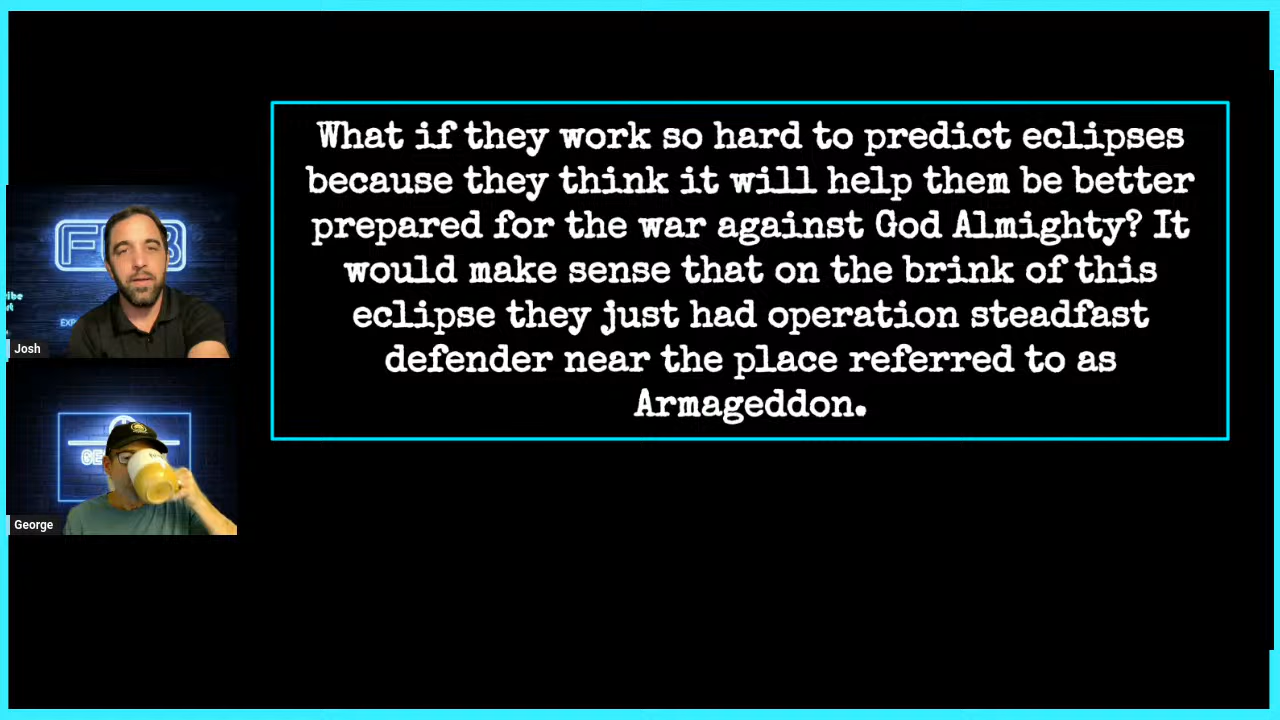 What if they work so hard to predict eclipses
because they think it will help them be better
prepared for the war against God Almighty? It
would make sense that on the brink of this
eclipse they just had operation steadfast
defender near the place referred to as
Armageddon.
Josh
George